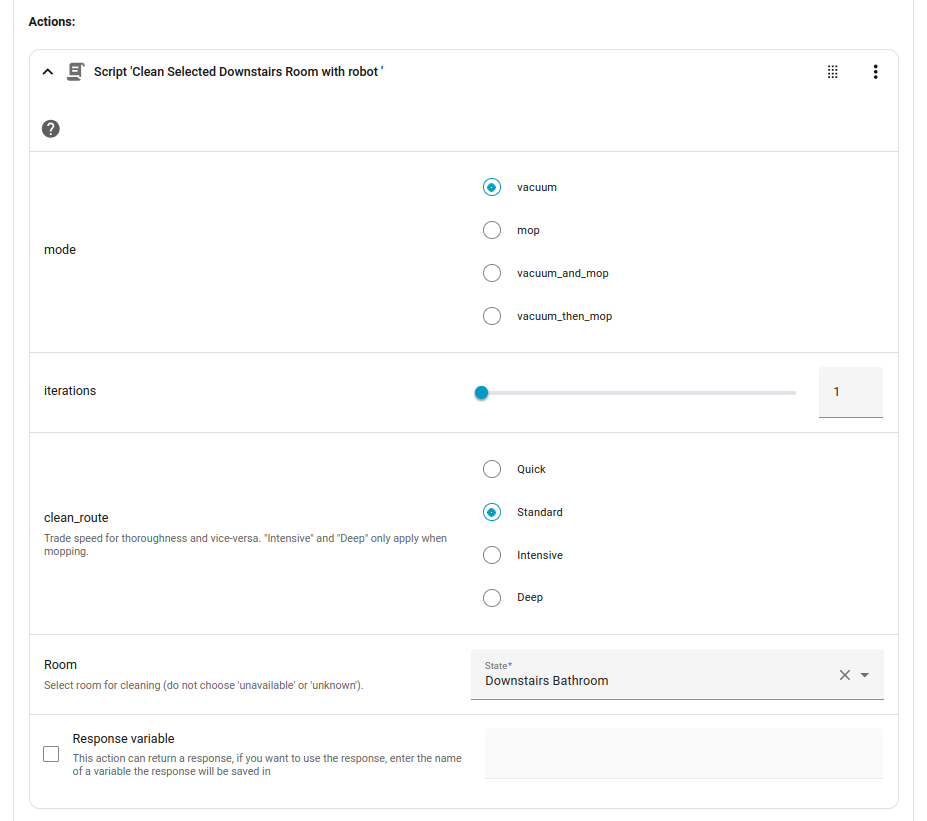 Actions:
Script 'Clean Selected Downstairs Room with robot '
mode
vacuum
mop
vacuum_and_mop
vacuum_then_mop
iterations
1
clean_route
Trade speed for thoroughness and vice-versa. "Intensive" and "Deep" only apply when
mopping.
Quick
Standard
Intensive
Deep
Room
Select room for cleaning (do not choose 'unavailable' or 'unknown').
State*
Downstairs Bathroom
Response variable
This action can return a response, if you want to use the response, enter the name
of a variable the response will be saved in